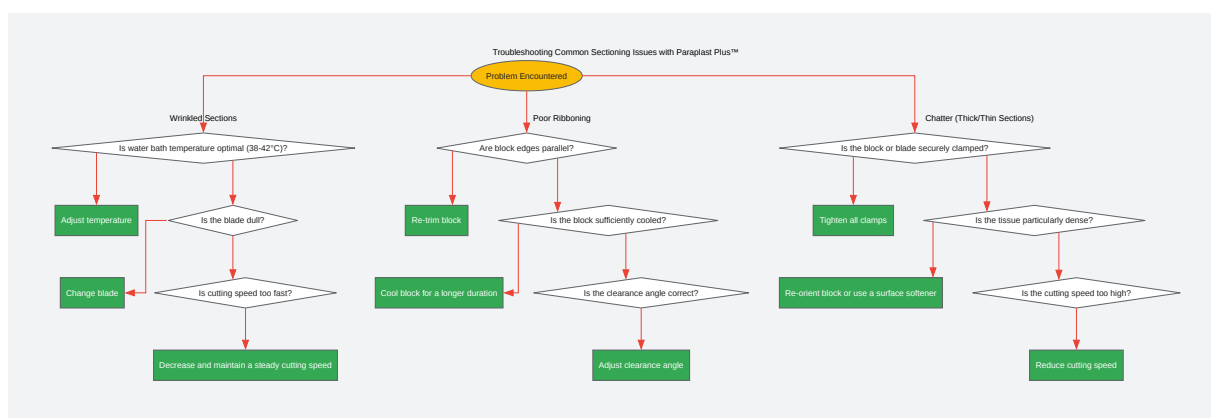 Troubleshooting Common Sectioning Issues with Paraplast Plus™
Problem Encountered
Wrinkled Sections
Poor Ribboning
Chatter (Thick/Thin Sections)
Is water bath temperature optimal (38-42°C)?
Are block edges parallel?
Is the block or blade securely clamped?
Adjust temperature
Is the blade dull?
Re-trim block
Is the block sufficiently cooled?
Tighten all clamps
Is the tissue particularly dense?
Change blade
Is cutting speed too fast?
Cool block for a longer duration
Is the clearance angle correct?
Re-orient block or use a surface softener
Is the cutting speed too high?
Decrease and maintain a steady cutting speed
Adjust clearance angle
Reduce cutting speed